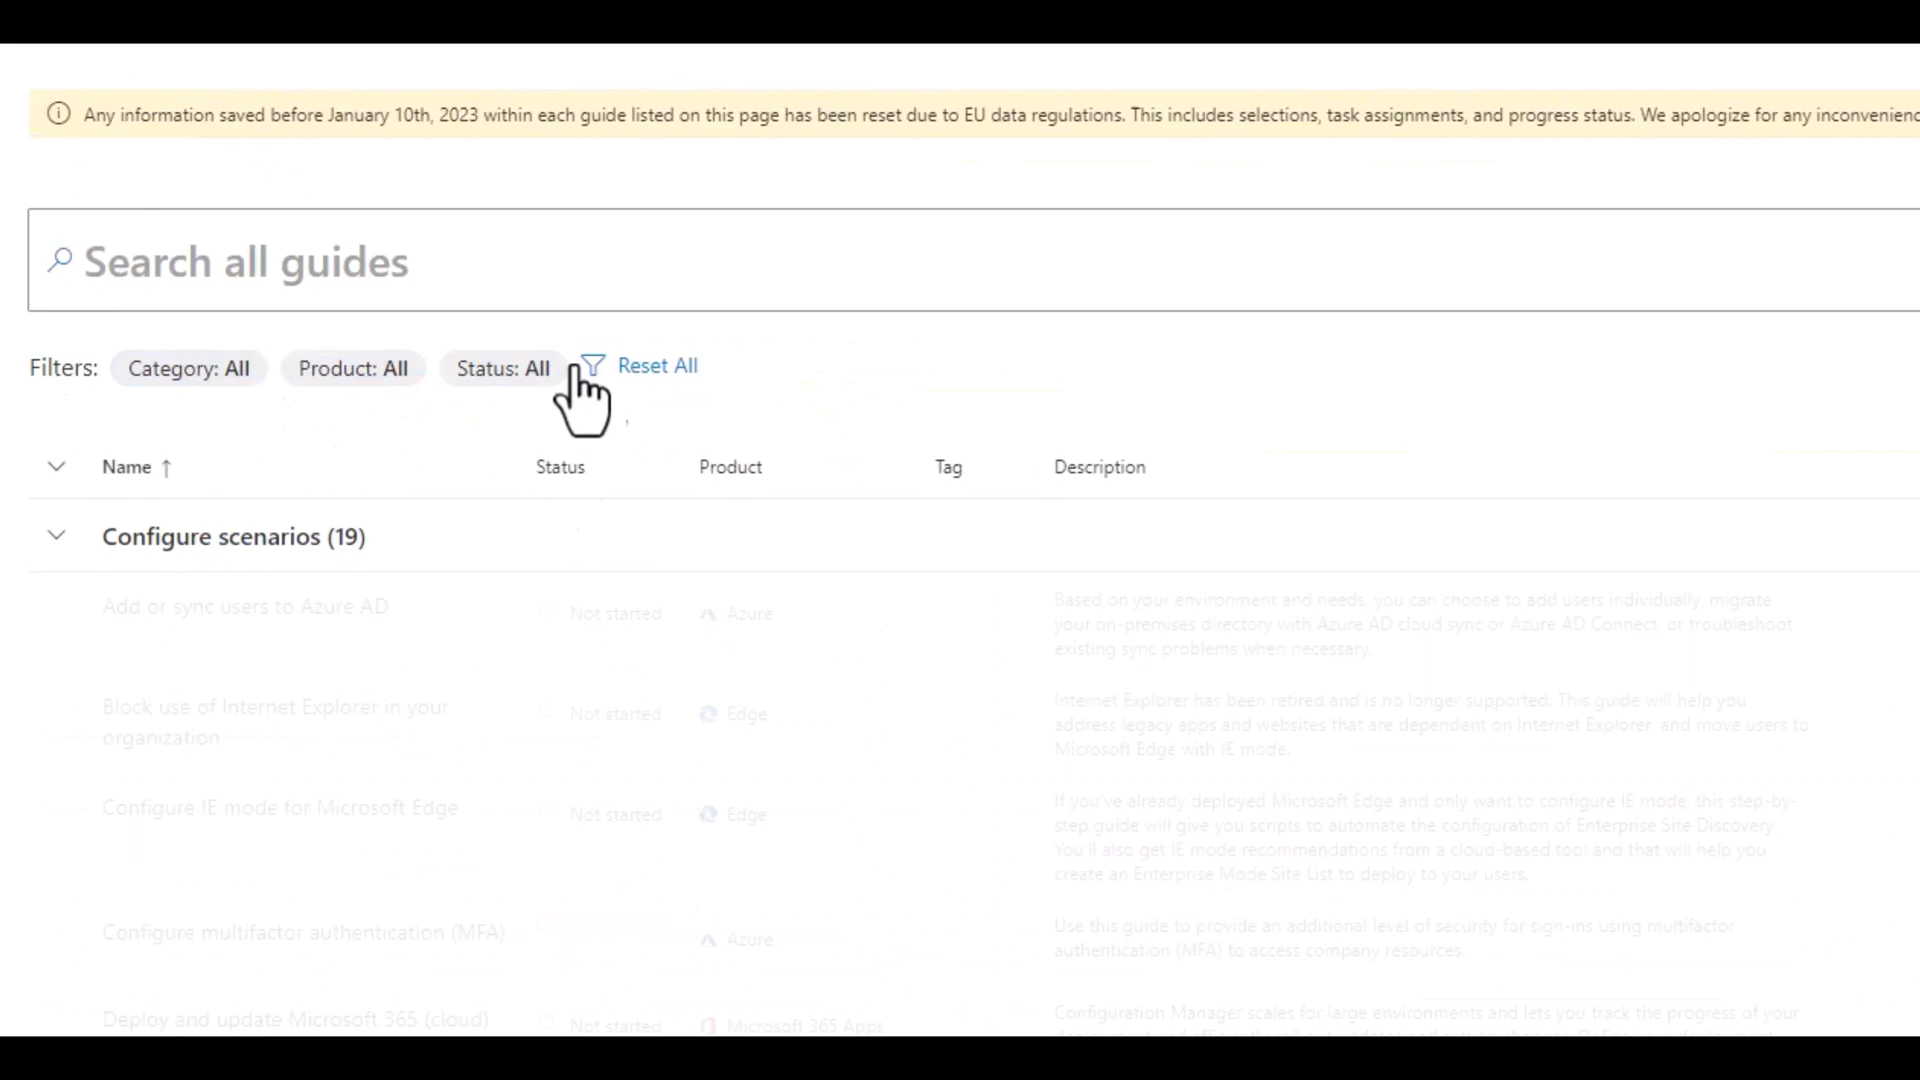 Any information saved before January 10th, 2023 within each guide listed on this page has been reset due to EU data regulations. This includes selections, task assignments, and progress status. We apologize for any
Search all guides
Filters: Category: All Product: All Status: All Reset All
Name ↑ Status Product Tag Description
Configure scenarios (19)
Add or sync users to Azure AD Not started Azure
Based on your environment and needs, you can choose to add users individually, migrate
your on-premises directory with Azure AD cloud sync or Azure AD Connect, or troubleshoot
existing sync problems when necessary.
Block use of Internet Explorer in your
organization
Not started Edge
Internet Explorer has been retired and is no longer supported. This guide will help you
address legacy apps and websites that are dependent on Internet Explorer, and move users to
Microsoft Edge with IE mode.
Configure IE mode for Microsoft Edge Not started Edge
If you've already deployed Microsoft Edge and only want to configure IE mode, this step-by-
step guide will give you scripts to automate the configuration of Enterprise Site Discovery
You'll also get IE mode recommendations from a cloud-based tool and that will help you
create an Enterprise Mode Site List to deploy to your users.
Configure multifactor authentication (MFA) Azure
Use this guide to provide an additional level of security for sign-ins using multifactor
authentication (MFA) to access company resources.
Deploy and update Microsoft 365 (cloud) Not started Microsoft 365 Apps
Configuration Manager scales for large environments and lets you track the progress of your